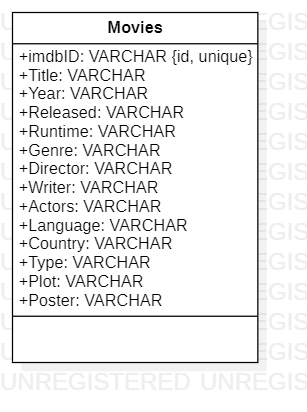 Movies
+imdbID: VARCHAR {id, unique}
+Title: VARCHAR
+Year: VARCHAR
+Released: VARCHAR
+Runtime: VARCHAR
+Genre: VARCHAR
+Director: VARCHAR
+Writer: VARCHAR
+Actors: VARCHAR
+Language: VARCHAR
+Country: VARCHAR
+Type: VARCHAR
+Plot: VARCHAR
+Poster: VARCHAR
UNREGISTERED UNREGIS